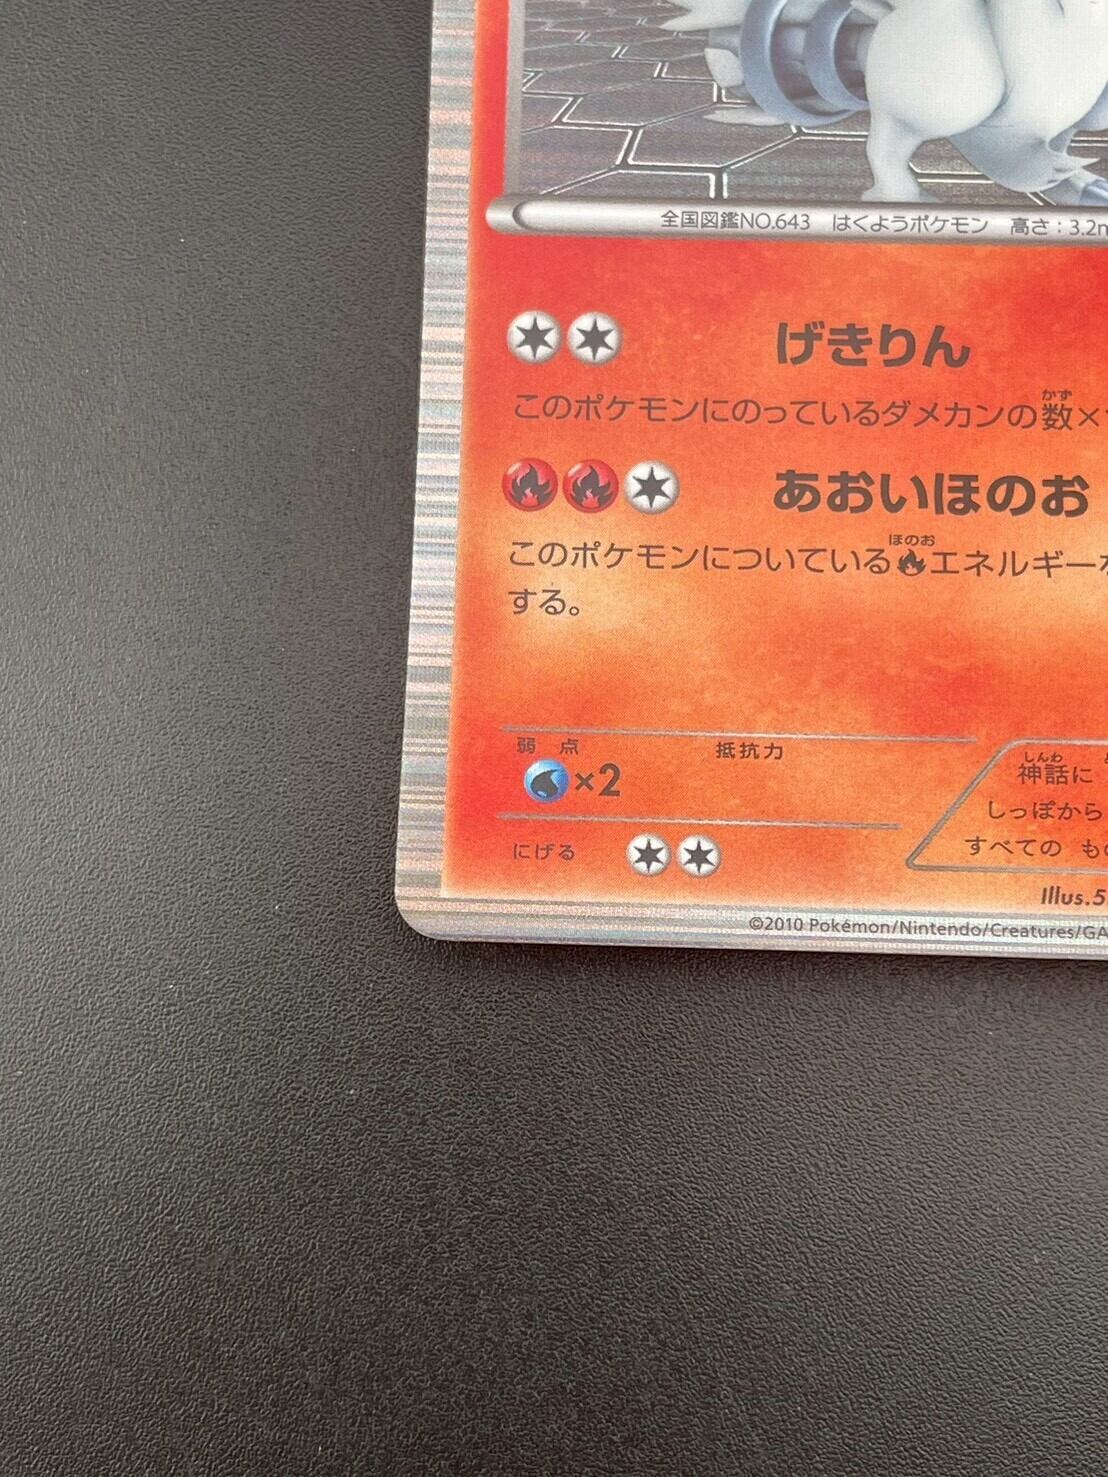 全国図鑑NO.643 はくようポケモン 高さ：3.2m
げきりん
かず
このポケモンにのっているダメカンの数×
あおいほのお
ほのお
このポケモンについているエネルギー
する。
弱点 抵抗力
×2
しんわ
神話に
しっぽから
すべての もの
にげる
Illus.5
©2010 Pokémon/Nintendo/Creatures/GA